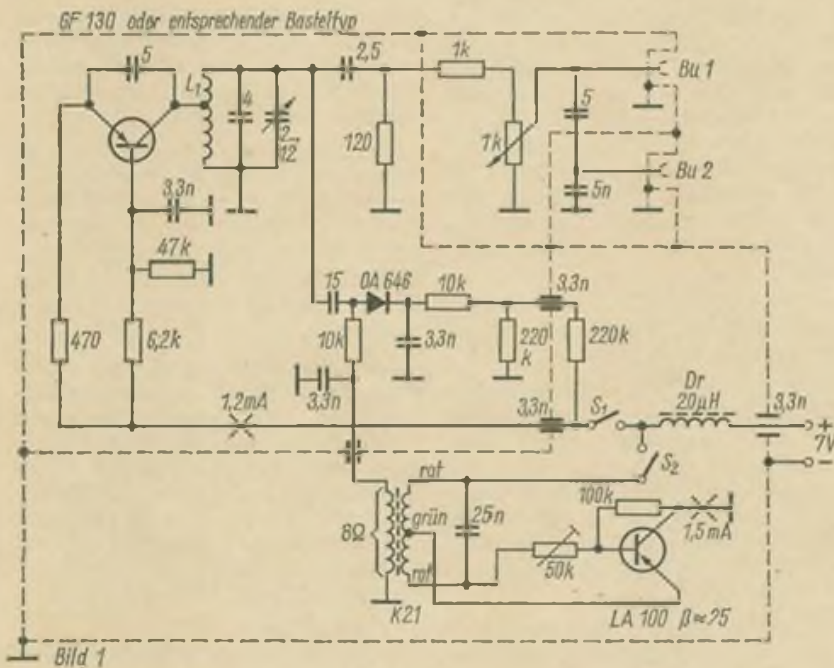 GF 130 oder entsprechender Basteltyp
5
L1
4
2...12
2,5
120
1k
1k
5
5n
Bu 1
Bu 2
3,3n
47k
470
6,2k
15
OA 646
10k
10k
3,3n
220k
3,3n
220k
3,3n
1,2mA
3,3n
S1
Dr
20µH
3,3n
+
7V
−
S2
rot
grün
rot
8Ω
K21
25n
50k
100k
1,5mA
LA 100 β≈25
Bild 1